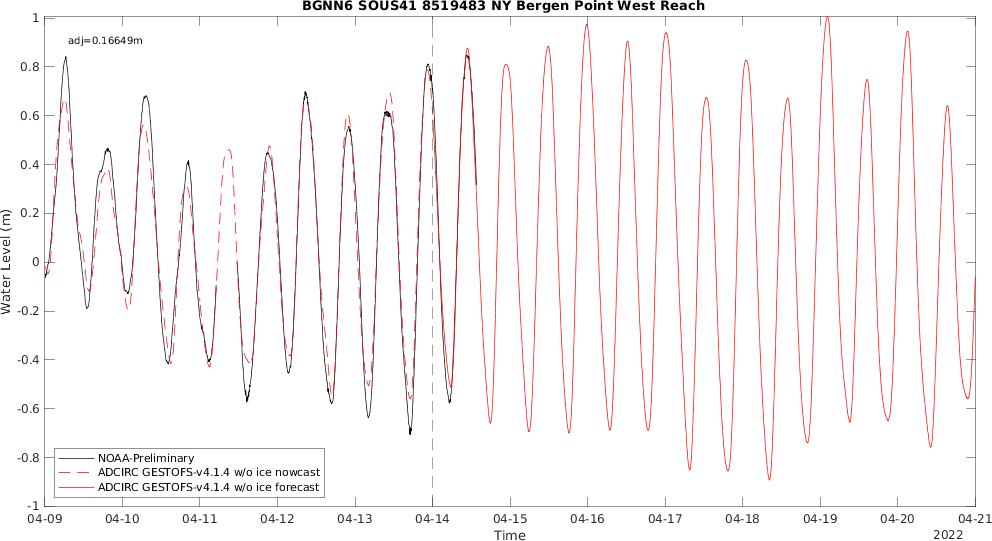 BGNN6 SOUS41 8519483 NY Bergen Point West Reach
adj=0.16649m
1
0.8
0.6
0.4
0.2
0
-0.2
-0.4
-0.6
-0.8
-1
Water Level (m)
NOAA-Preliminary
ADCIRC GESTOFS-v4.1.4 w/o ice nowcast
ADCIRC GESTOFS-v4.1.4 w/o ice forecast
04-09 04-10 04-11 04-12 04-13 04-14 04-15 04-16 04-17 04-18 04-19 04-20 04-21
Time
2022